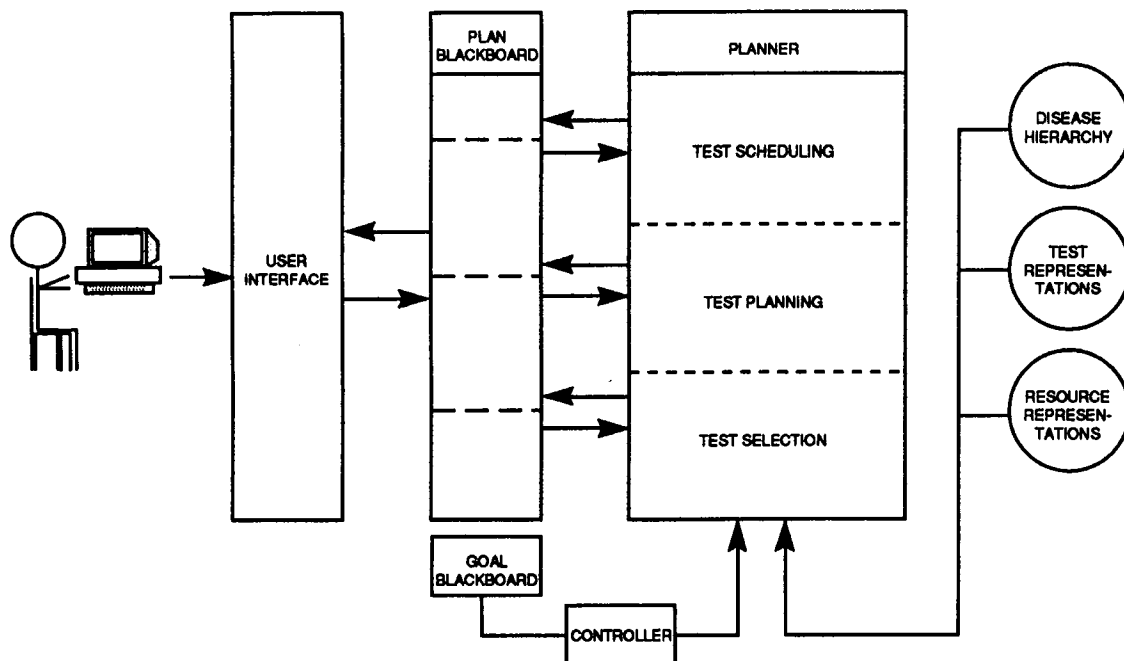 PLAN
BLACKBOARD
PLANNER
DISEASE
HIERARCHY
TEST SCHEDULING
USER
INTERFACE
TEST
REPRESEN-
TATIONS
TEST PLANNING
RESOURCE
REPRESEN-
TATIONS
TEST SELECTION
GOAL
BLACKBOARD
CONTROLLER